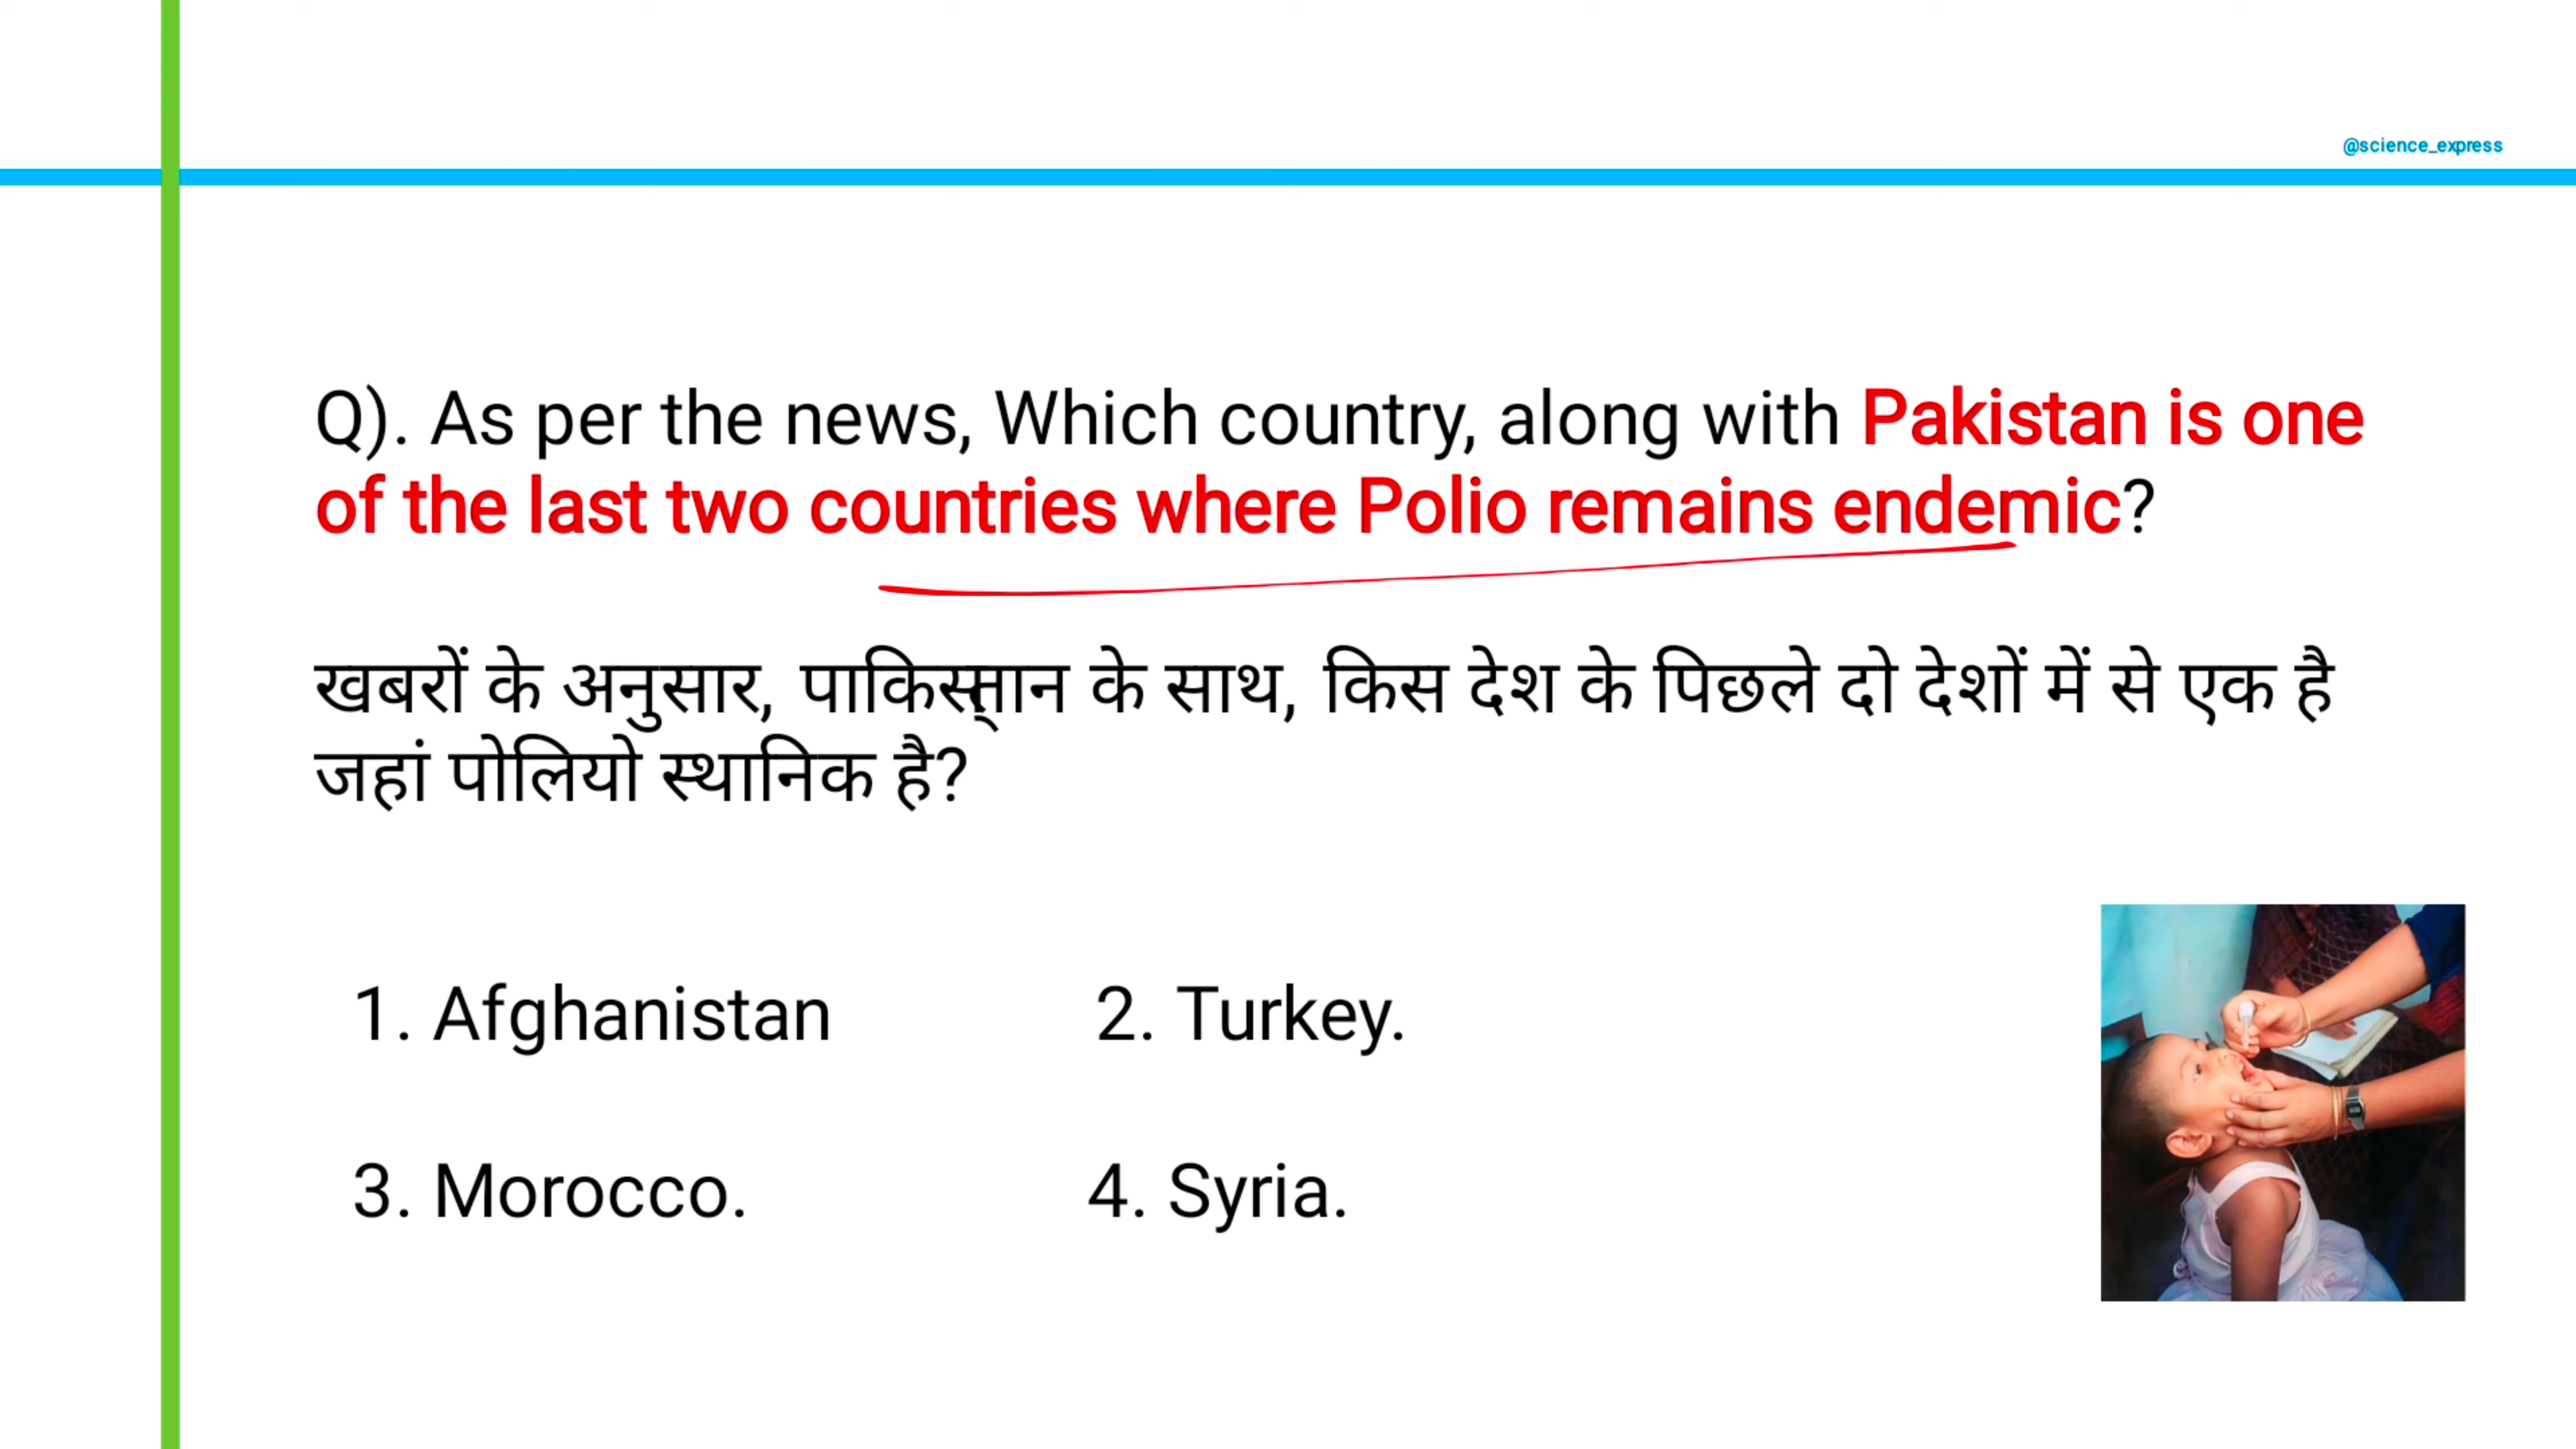 @science_express
Q). As per the news, Which country, along with Pakistan is one
of the last two countries where Polio remains endemic?
खबरों के अनुसार, पाकिस्तान के साथ, किस देश के पिछले दो देशों में से एक है
जहां पोलियो स्थानिक है?
1. Afghanistan 2. Turkey.
3. Morocco. 4. Syria.